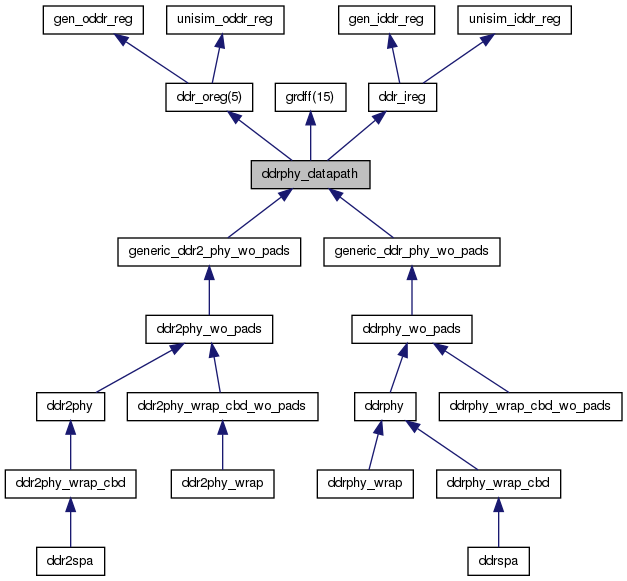 gen_oddr_reg
unisim_oddr_reg
gen_iddr_reg
unisim_iddr_reg
ddr_oreg(5)
grdff(15)
ddr_ireg
ddrphy_datapath
generic_ddr2_phy_wo_pads
generic_ddr_phy_wo_pads
ddr2phy_wo_pads
ddrphy_wo_pads
ddr2phy
ddr2phy_wrap_cbd_wo_pads
ddrphy
ddrphy_wrap_cbd_wo_pads
ddr2phy_wrap_cbd
ddr2phy_wrap
ddrphy_wrap
ddrphy_wrap_cbd
ddr2spa
ddrspa